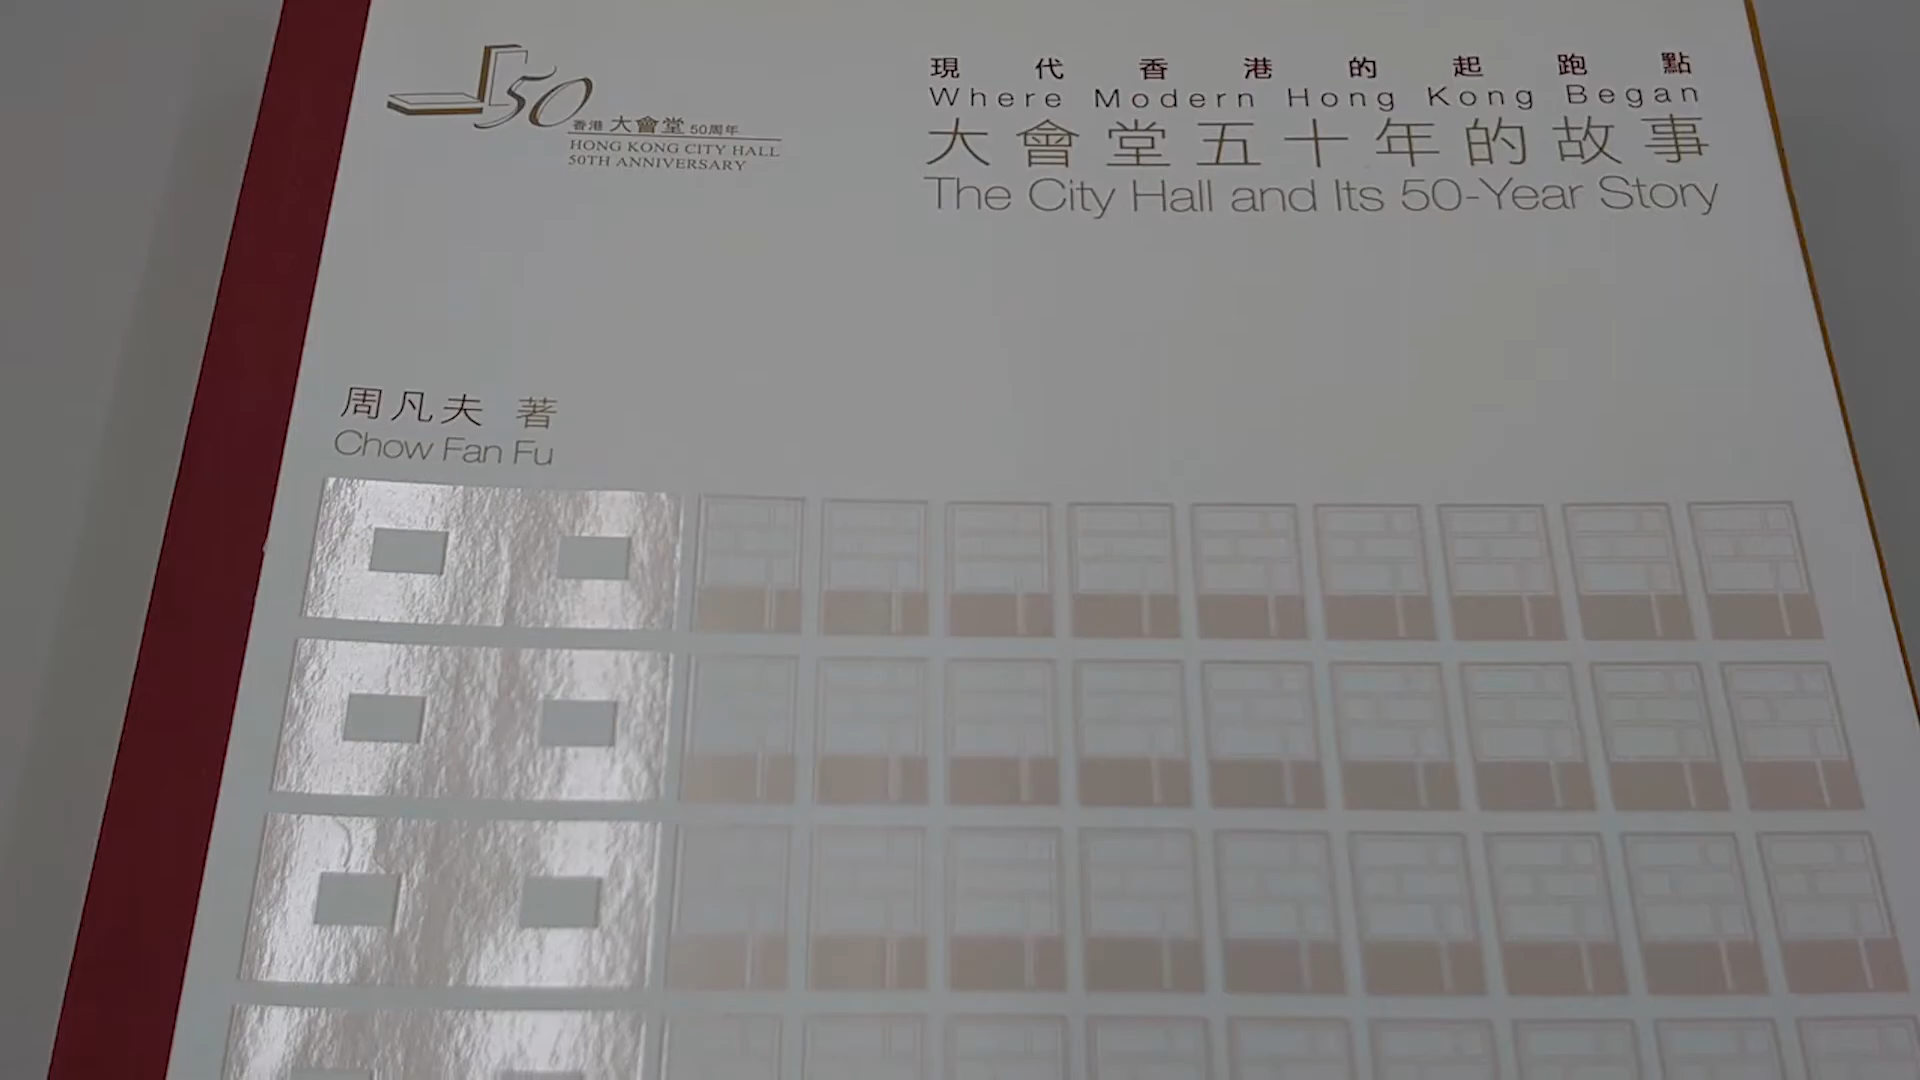 50
香港 大會堂 50周年
HONG KONG CITY HALL
50TH ANNIVERSARY
現代香港的起跑點
Where Modern Hong Kong Began
大會堂五十年的故事
The City Hall and Its 50-Year Story
周凡夫 著
Chow Fan Fu